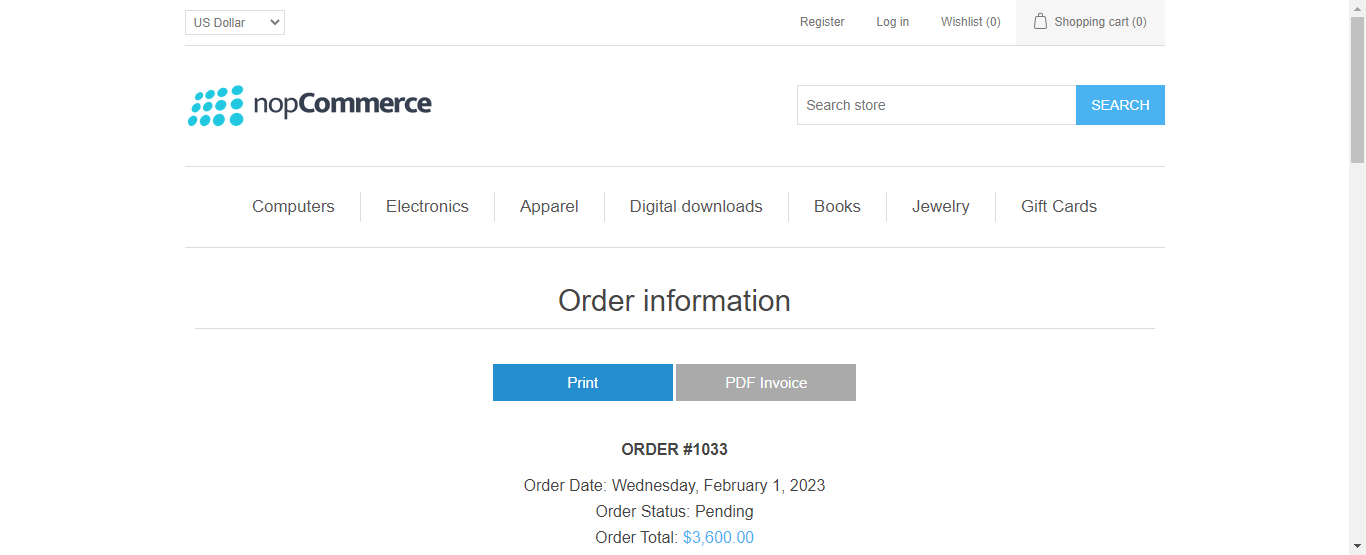 US Dollar Register Log in Wishlist (0) Shopping cart (0)
nopCommerce Search store SEARCH
Computers Electronics Apparel Digital downloads Books Jewelry Gift Cards
Order information
Print PDF Invoice
ORDER #1033
Order Date: Wednesday, February 1, 2023
Order Status: Pending
Order Total: $3,600.00